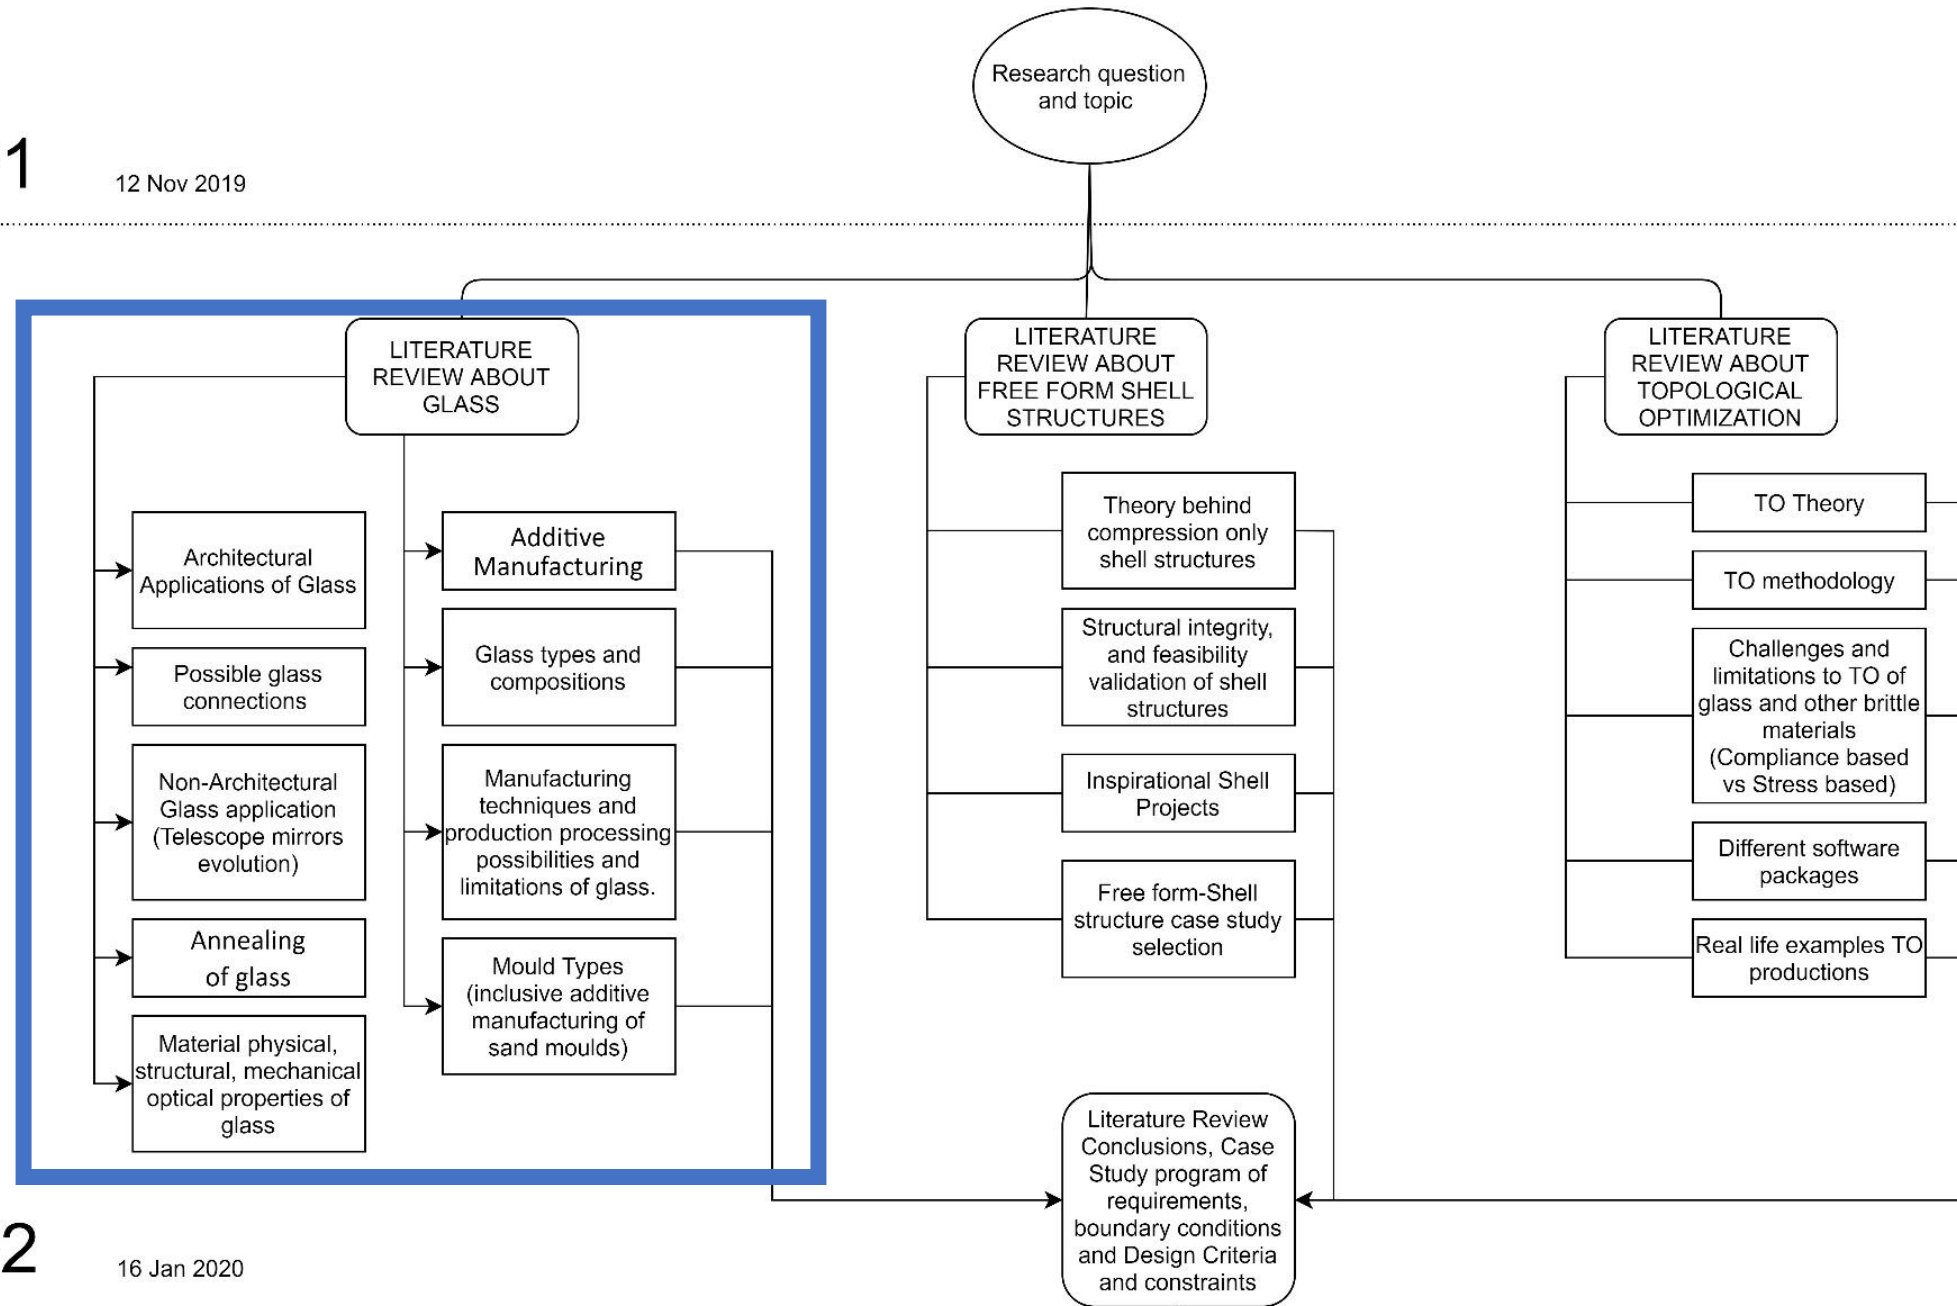 Research question
and topic
1
12 Nov 2019
LITERATURE
REVIEW ABOUT
GLASS
Architectural
Applications of Glass
Possible glass
connections
Non-Architectural
Glass application
(Telescope mirrors
evolution)
Annealing
of glass
Material physical,
structural, mechanical
optical properties of
glass
Additive
Manufacturing
Glass types and
compositions
Manufacturing
techniques and
production processing
possibilities and
limitations of glass.
Mould Types
(inclusive additive
manufacturing of
sand moulds)
LITERATURE
REVIEW ABOUT
FREE FORM SHELL
STRUCTURES
Theory behind
compression only
shell structures
Structural integrity,
and feasibility
validation of shell
structures
Inspirational Shell
Projects
Free form-Shell
structure case study
selection
LITERATURE
REVIEW ABOUT
TOPOLOGICAL
OPTIMIZATION
TO Theory
TO methodology
Challenges and
limitations to TO of
glass and other brittle
materials
(Compliance based
vs Stress based)
Different software
packages
Real life examples TO
productions
Literature Review
Conclusions, Case
Study program of
requirements,
boundary conditions
and Design Criteria
and constraints
2
16 Jan 2020